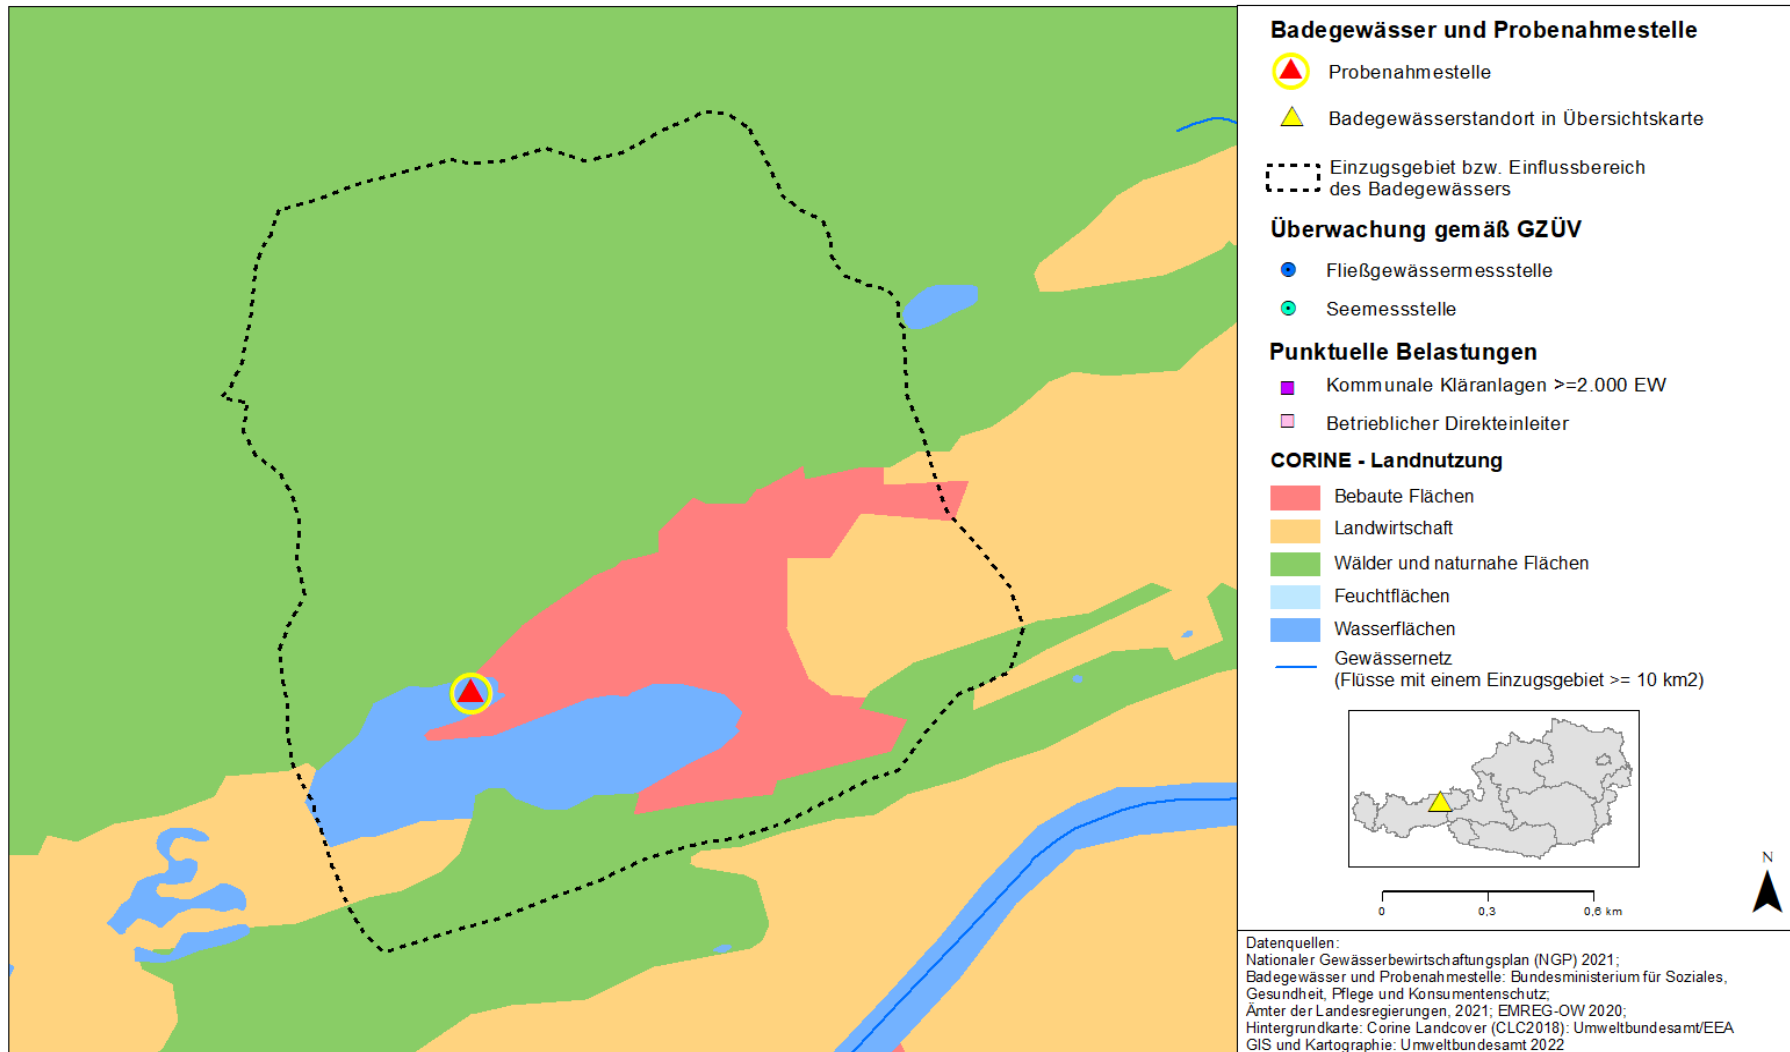 Badegewässer und Probenahmestelle
Probenahmestelle
Badegewässerstandort in Übersichtskarte
Einzugsgebiet bzw. Einflussbereich
des Badegewässers
Überwachung gemäß GZÜV
Fließgewässermessstelle
Seemessstelle
Punktuelle Belastungen
Kommunale Kläranlagen >=2.000 EW
Betrieblicher Direkteinleiter
CORINE - Landnutzung
Bebaute Flächen
Landwirtschaft
Wälder und naturnahe Flächen
Feuchtflächen
Wasserflächen
Gewässernetz
(Flüsse mit einem Einzugsgebiet >= 10 km2)
N
0 0,3 0,6 km
Datenquellen:
Nationaler Gewässerbewirtschaftungsplan (NGP) 2021;
Badegewässer und Probenahmestelle: Bundesministerium für Soziales,
Gesundheit, Pflege und Konsumentenschutz;
Ämter der Landesregierungen, 2021; EMREG-OW 2020;
Hintergrundkarte: Corine Landcover (CLC2018): Umweltbundesamt/EEA
GIS und Kartographie: Umweltbundesamt 2022